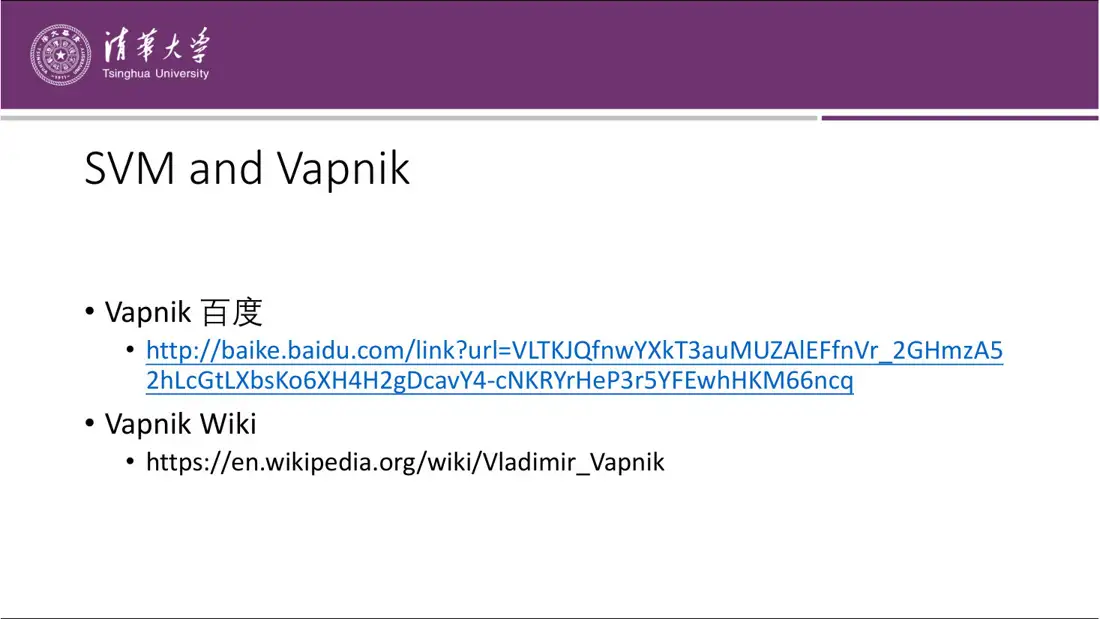 清华大学
Tsinghua University
SVM and Vapnik
• Vapnik 百度
• http://baike.baidu.com/link?url=VLTKJQfnwYXkT3auMUZAlEFfnVr_2GHmzA5
2hLcGtLXbsKo6XH4H2gDcavY4-cNKRYrHeP3r5YFEwhHKM66ncq
• Vapnik Wiki
• https://en.wikipedia.org/wiki/Vladimir_Vapnik